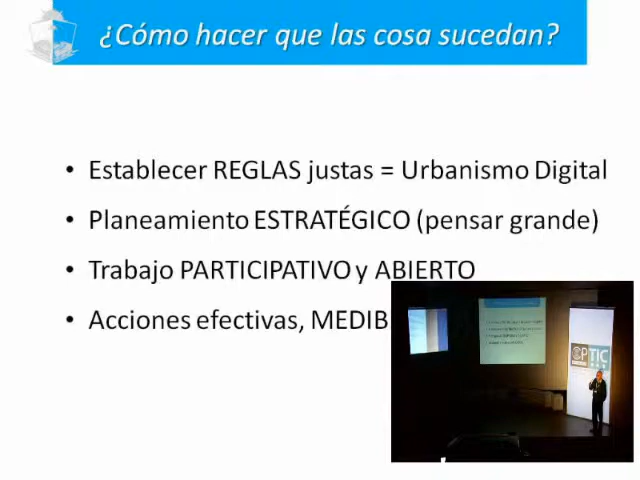 ¿Cómo hacer que las cosa sucedan?
• Establecer REGLAS justas = Urbanismo Digital
• Planeamiento ESTRATÉGICO (pensar grande)
• Trabajo PARTICIPATIVO y ABIERTO
• Acciones efectivas, MEDIB
CPTIC